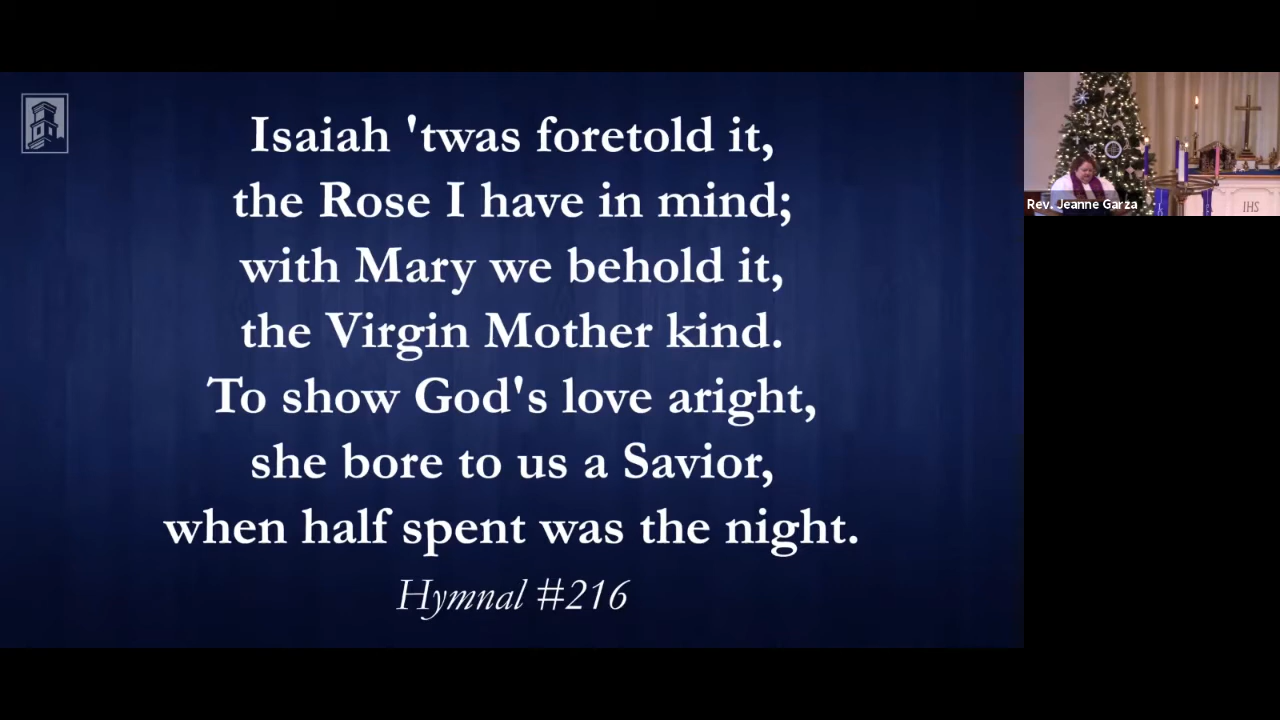 Isaiah 'twas foretold it,
the Rose I have in mind;
with Mary we behold it,
the Virgin Mother kind.
To show God's love aright,
she bore to us a Savior,
when half spent was the night.
Hymnal #216
Rev. Jeanne Garza
IHS